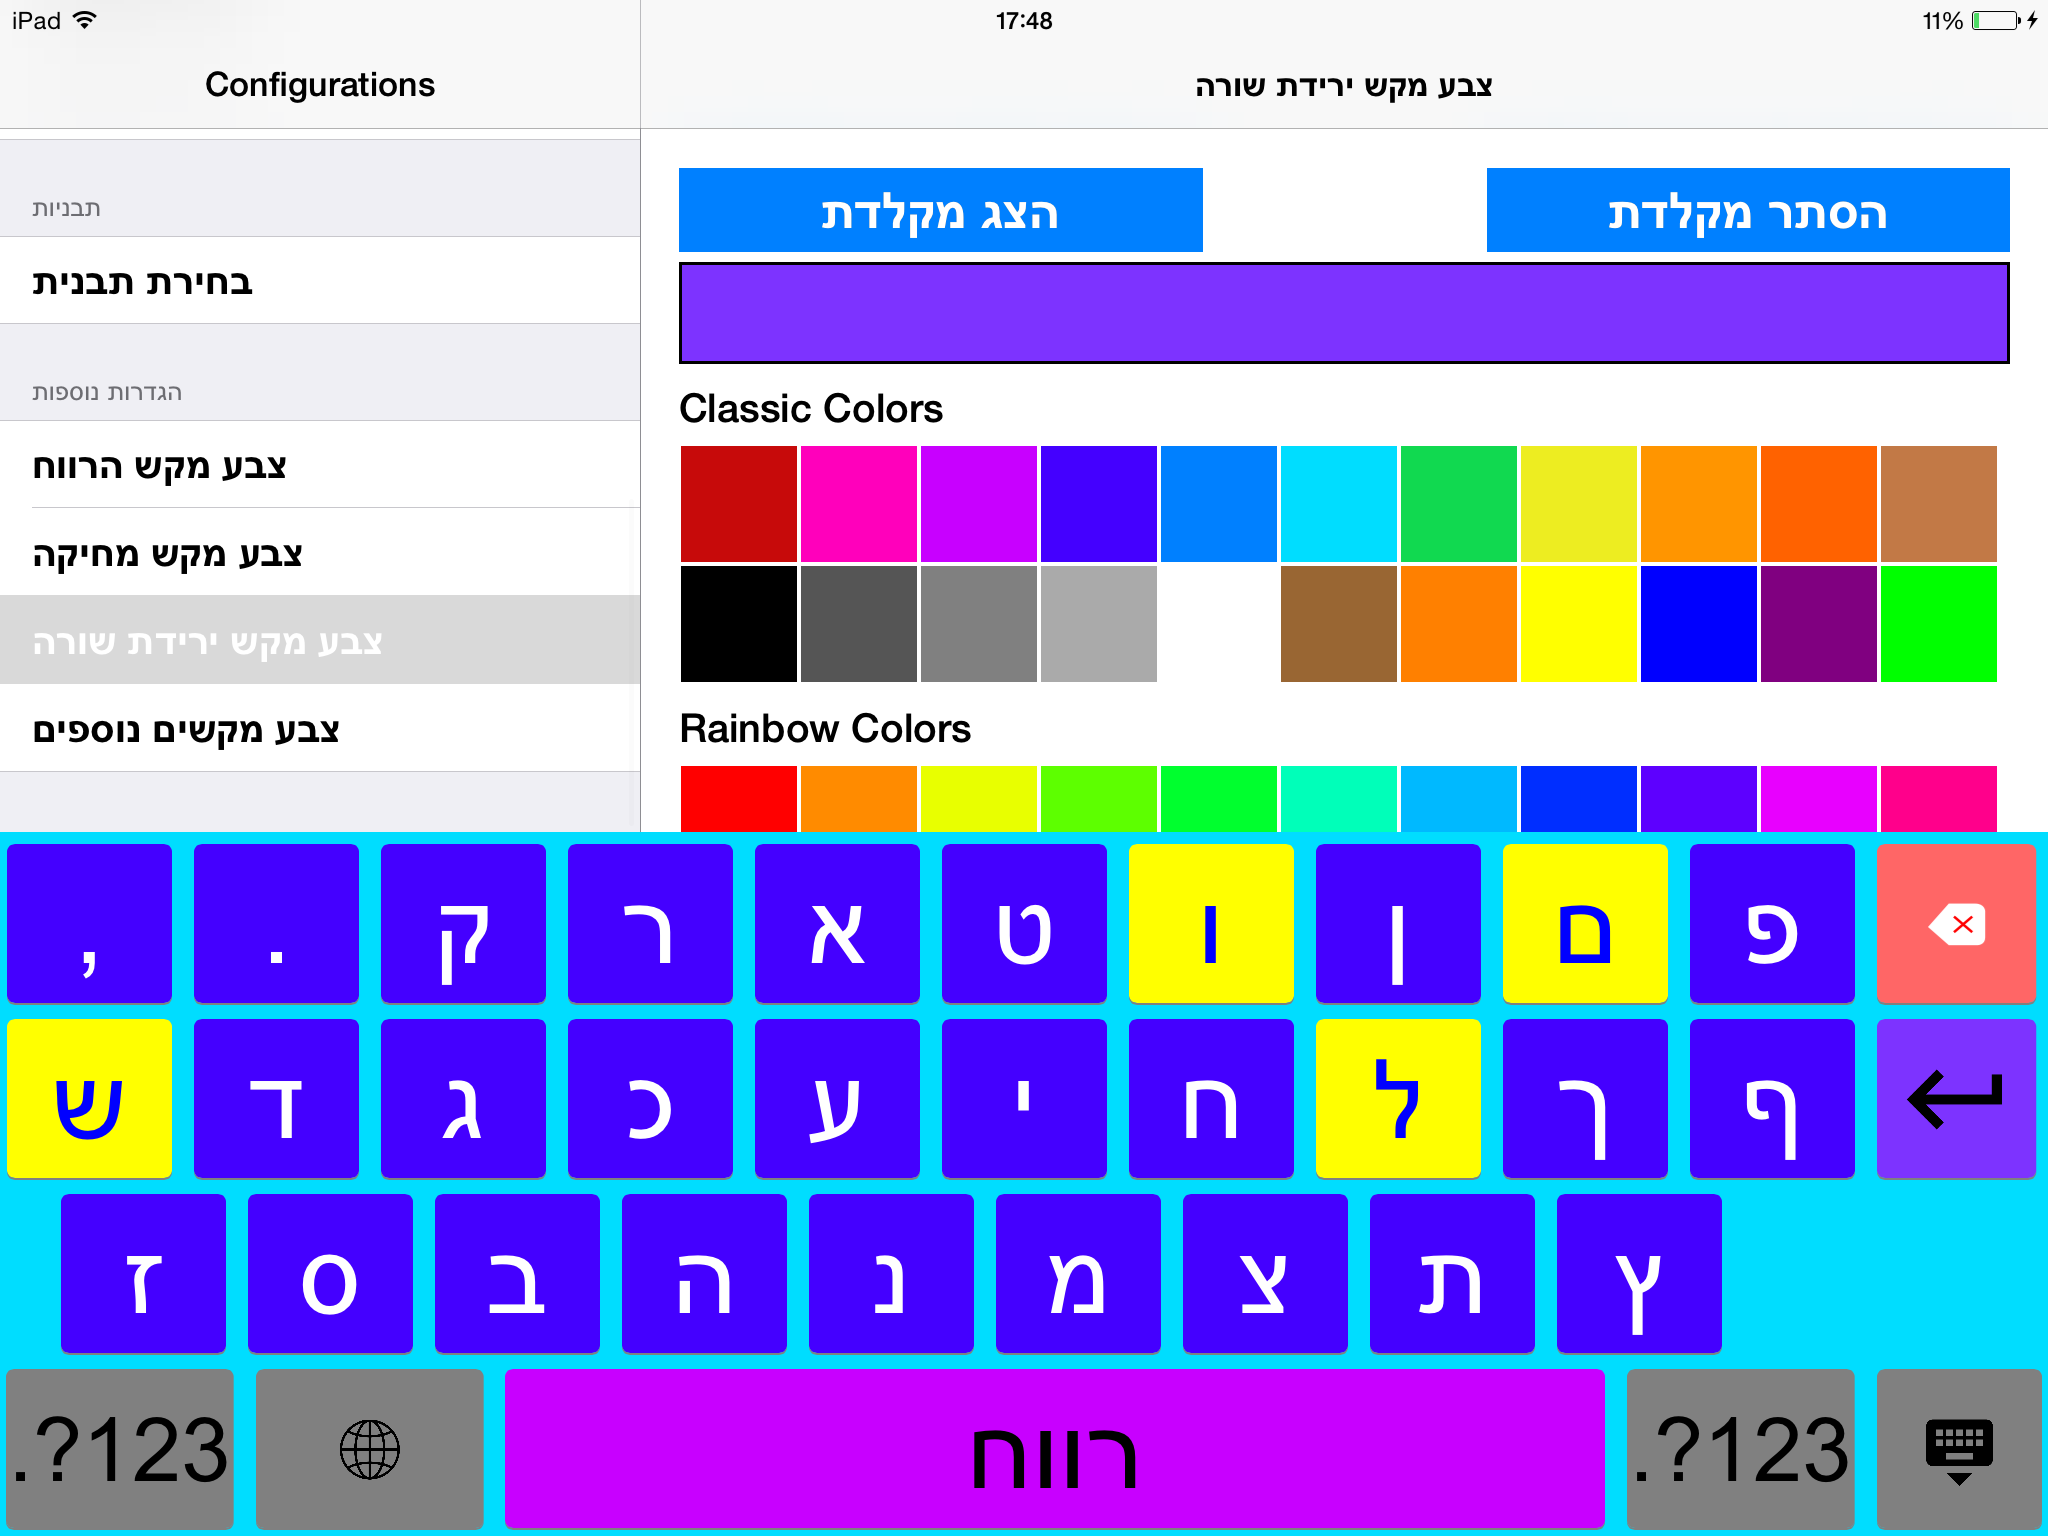 iPad 17:48 11%
Configurations
צבע מקש ירידת שורה
תבניות
בחירת תבנית
הגדרות נוספות
צבע מקש הרווח
צבע מקש מחיקה
צבע מקש ירידת שורה
צבע מקשים נוספים
הצג מקלדת
הסתר מקלדת
Classic Colors
Rainbow Colors
, . ק ר א ט ו ן ם פ
ש ד ג כ ע י ח ל ך ף
ז ס ב ה נ מ צ ת ץ
.?123 רווח .?123